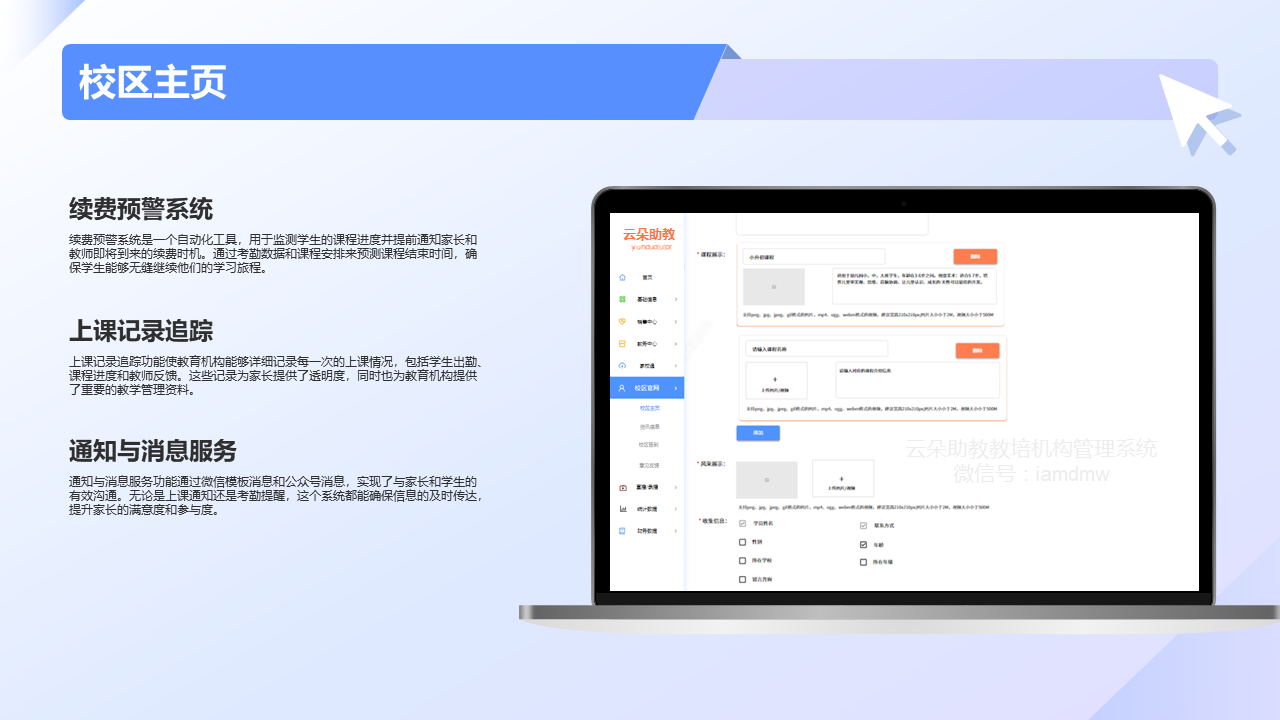 校区主页
续费预警系统
续费预警系统是一个自动化工具，用于监测学生的课程进度，并提前通知家长和
教师即将到来的续费时机。通过考勤数据和课程安排来预测课程结束时间，确
保学生能够无缝继续他们的学习旅程。
上课记录追踪
上课记录追踪功能使教育机构能够详细记录每一次上课情况，包括学生出勤、
课程进度和教师反馈。这些记录为家长提供了透明度，同时也为教育机构提供
了重要的教学管理资料。
通知与消息服务
通知与消息服务功能通过微信模板消息和公众号消息，实现了与家长和学生的
有效沟通。无论是上课通知还是考勤提醒，这个系统都能确保信息的及时传达，
提升家长的满意度和参与度。
云朵助教
yunduozhujiao
首页
基础信息
销售中心
教务中心
家校通
校区官网
校区主页
资讯信息
校区图册
意见反馈
直播/录播
统计数据
财务数据
* 课程展示：
小升初课程
删除
支持png、jpg、jpeg、gif格式的图片，mp4、ogg、webm格式的视频，建议宽高210x210px;图片大小小于2M，视频大小小于500M
请输入课程名称
删除
上传图片/视频
请输入对应的课程介绍信息
支持png、jpg、jpeg、gif格式的图片，mp4、ogg、webm格式的视频，建议宽高210x210px;图片大小小于2M，视频大小小于500M
添加
云朵助教教培机构管理系统
微信号：iamdmw
* 风采展示：
上传图片/视频
支持png、jpg、jpeg、gif格式的图片，mp4、ogg、webm格式的视频，建议宽高210x210px;图片大小小于2M，视频大小小于500M
* 收集信息：
学员姓名
联系方式
性别
年龄
所在学校
所在年级
留言咨询